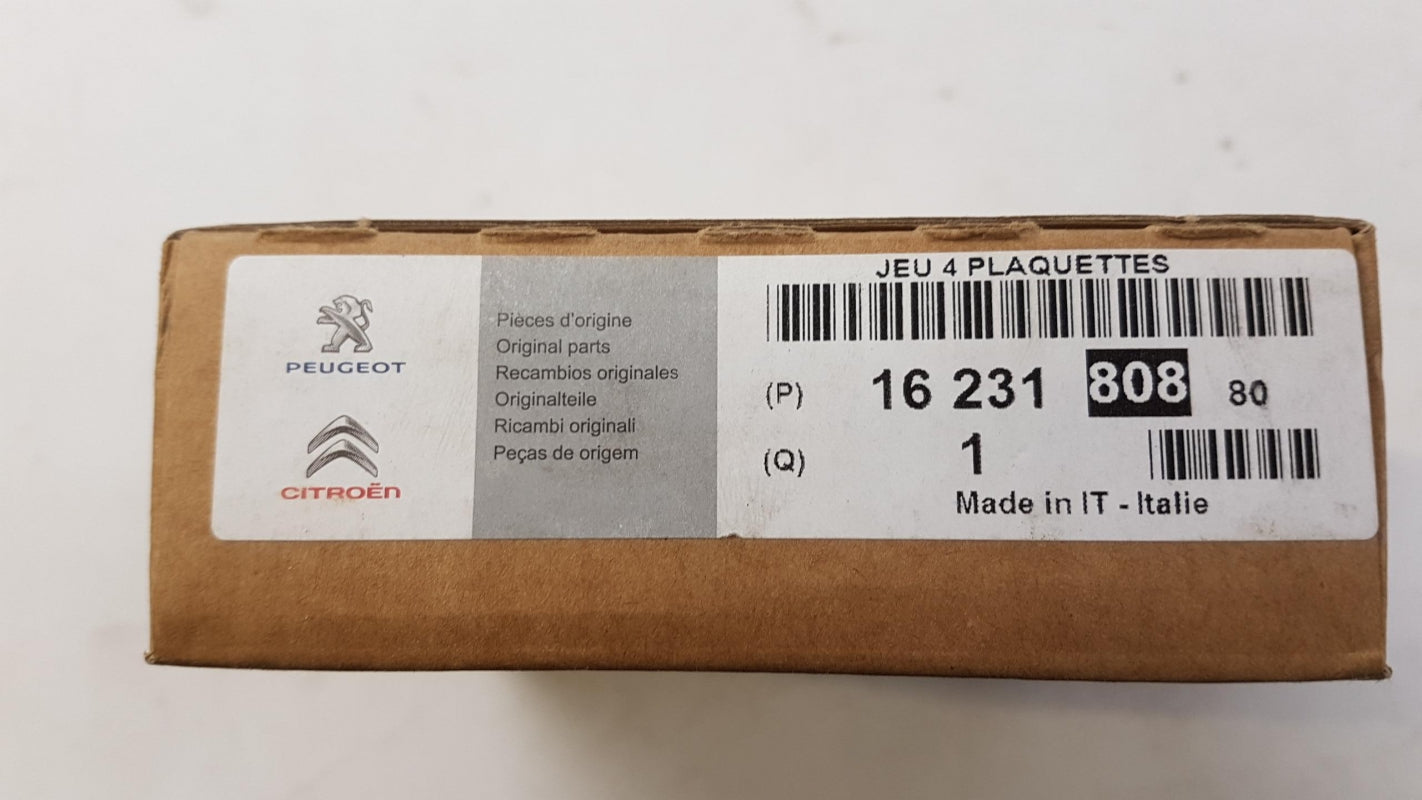 PEUGEOT
CITROËN
Pièces d'origine
Original parts
Recambios originales
Originalteile
Ricambi originali
Peças de origem
JEU 4 PLAQUETTES
(P) 16 231 808 80
(Q) 1
Made in IT - Italie